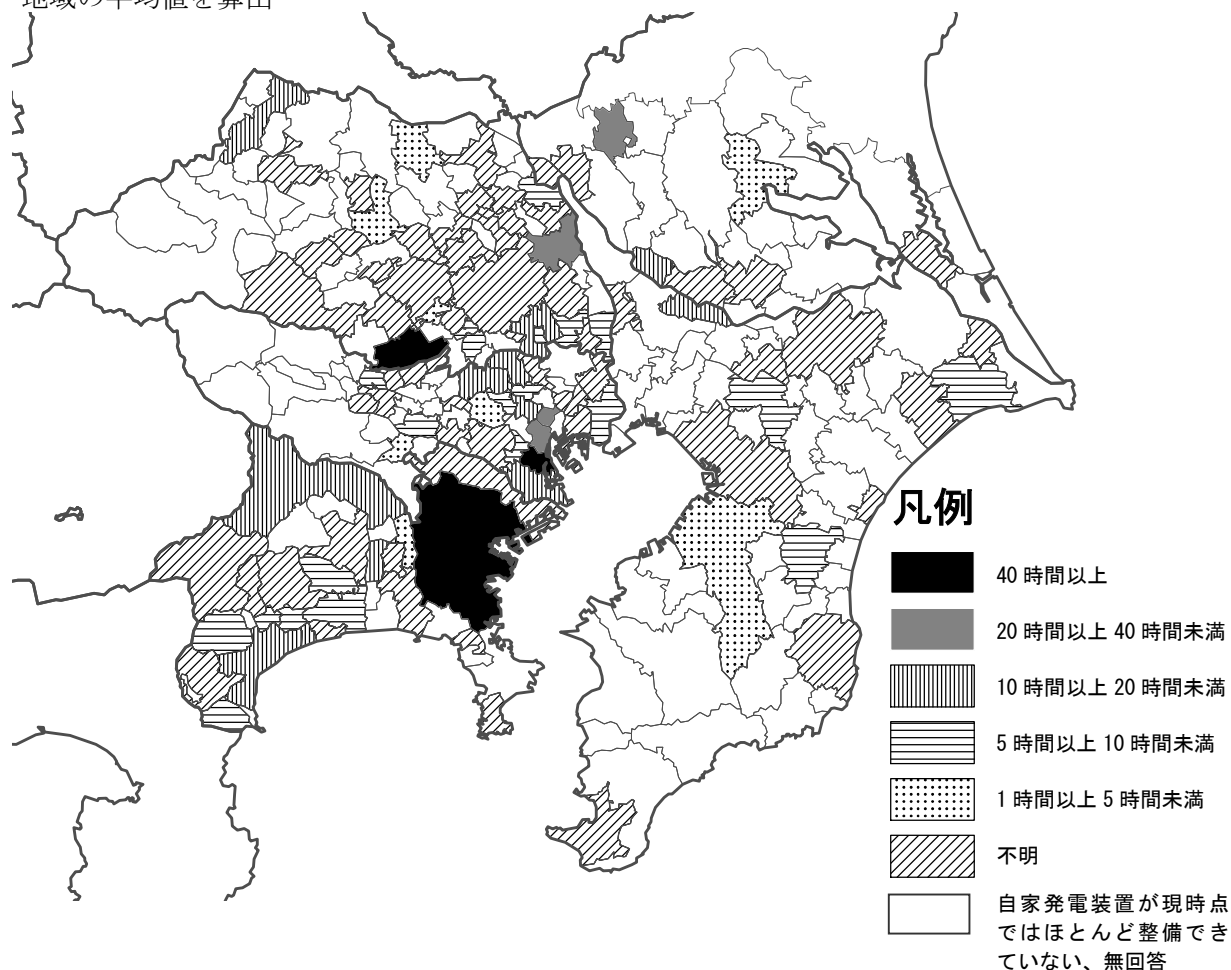 地域の平均値を算出
凡例
40 時間以上
20 時間以上 40 時間未満
10 時間以上 20 時間未満
5 時間以上 10 時間未満
1 時間以上 5 時間未満
不明
自家発電装置が現時点
ではほとんど整備でき
ていない、無回答